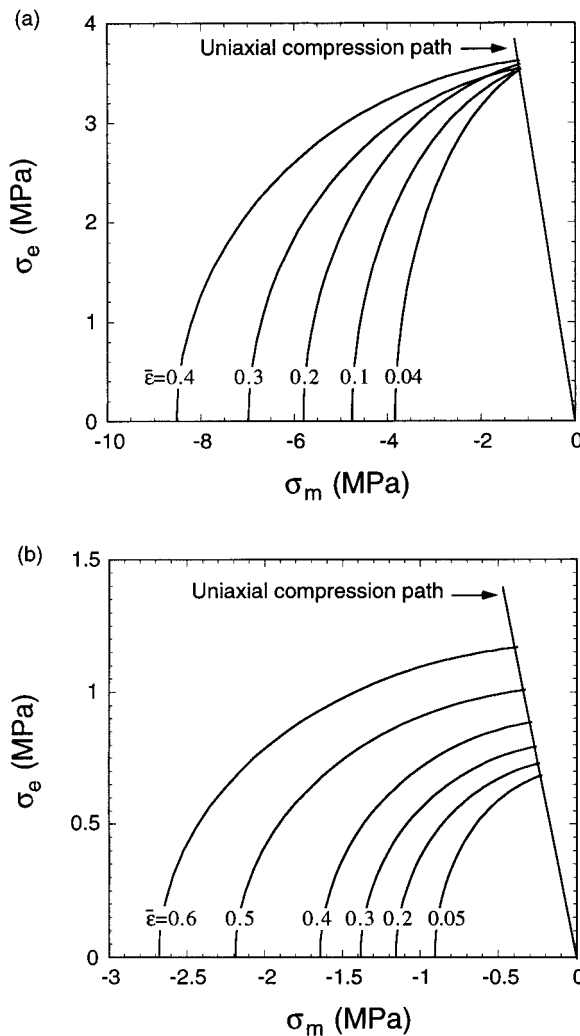 (a)
4
Uniaxial compression path
3
σe (MPa)
2
1
ε̄=0.4 0.3 0.2 0.1 0.04
0
-10 -8 -6 -4 -2 0
σm (MPa)
(b)
1.5
Uniaxial compression path
1
σe (MPa)
0.5
ε̄=0.6 0.5 0.4 0.3 0.2 0.05
0
-3 -2.5 -2 -1.5 -1 -0.5 0
σm (MPa)